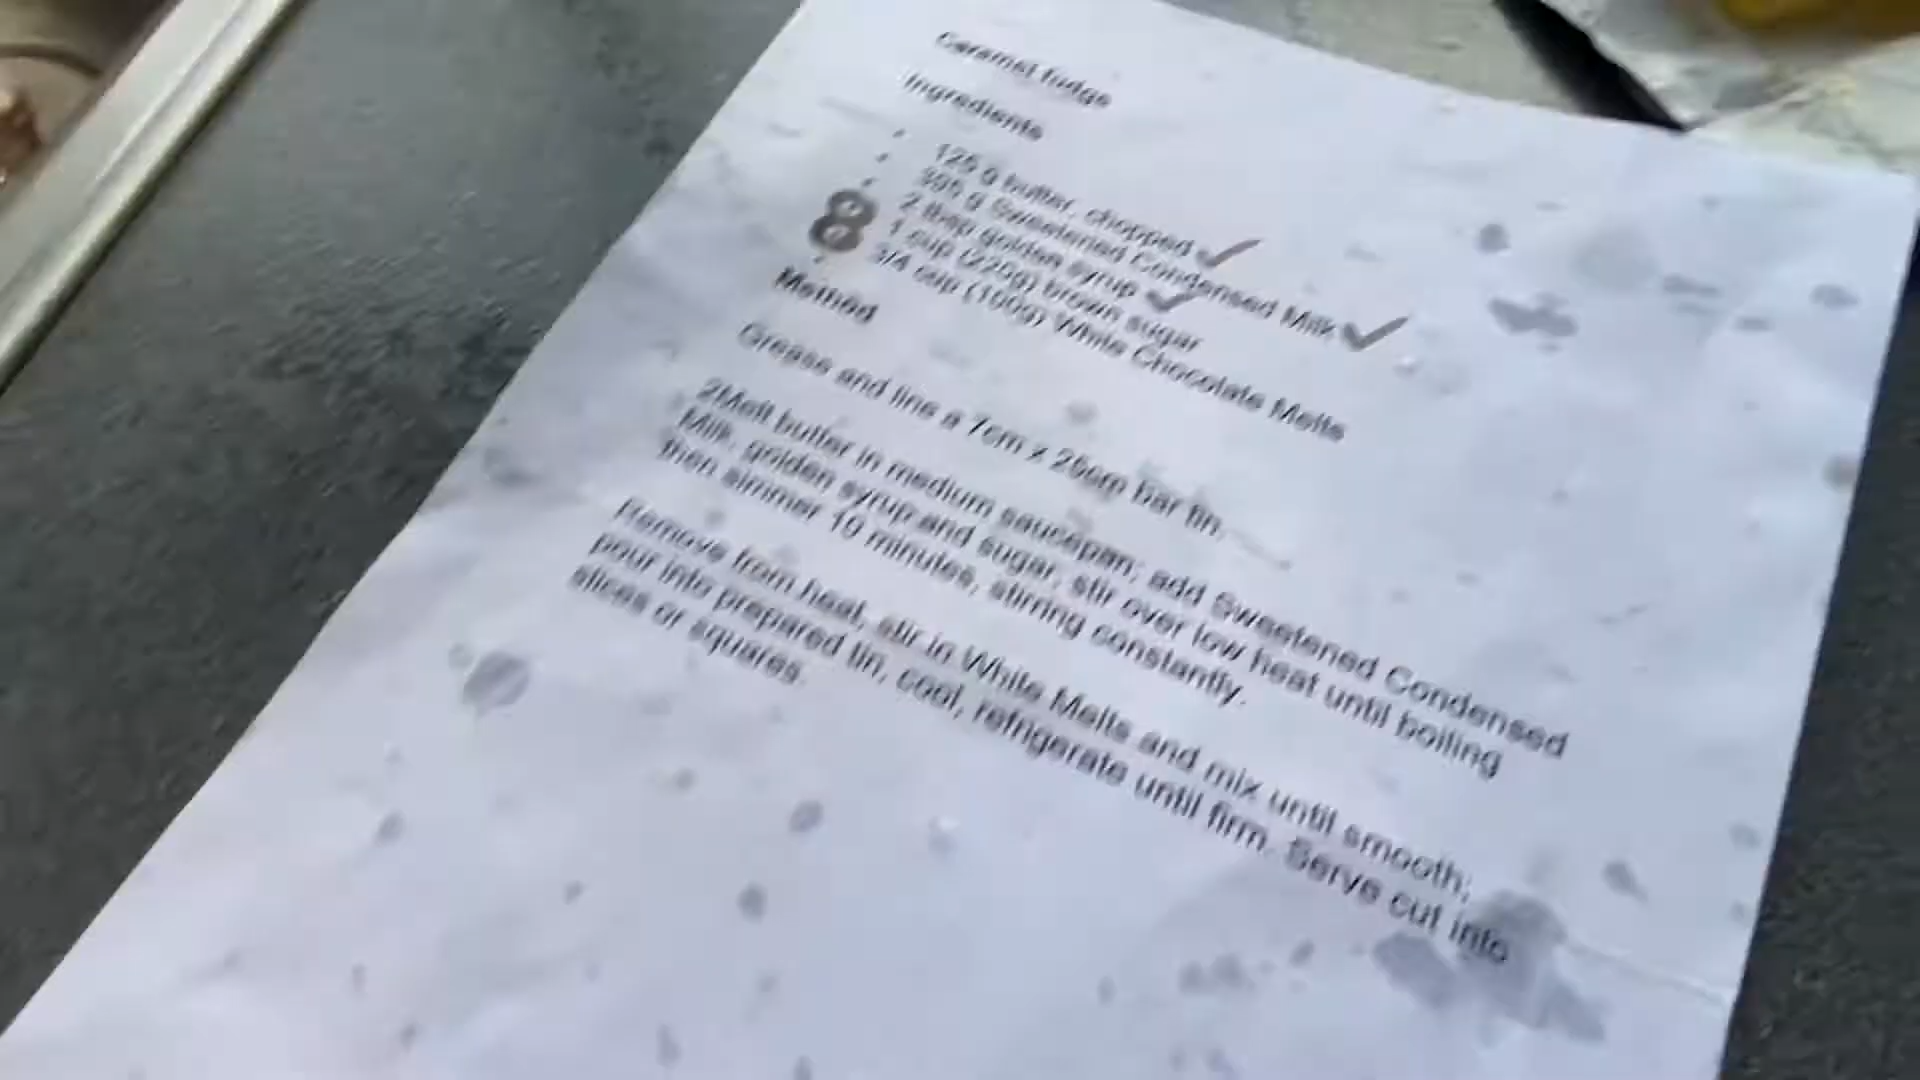 Caramel fudge
Ingredients
125 g butter, chopped ✓
395 g Sweetened Condensed Milk ✓
2 tbsp golden syrup ✓
1 cup (220g) brown sugar
8
3/4 cup (100g) White Chocolate Melts
Method
Grease and line a 7cm x 25cm bar tin.
2Melt butter in medium saucepan; add Sweetened Condensed
Milk, golden syrup and sugar, stir over low heat until boiling
then simmer 10 minutes, stirring constantly.
Remove from heat, stir in White Melts and mix until smooth;
pour into prepared tin, cool, refrigerate until firm. Serve cut into
slices or squares.